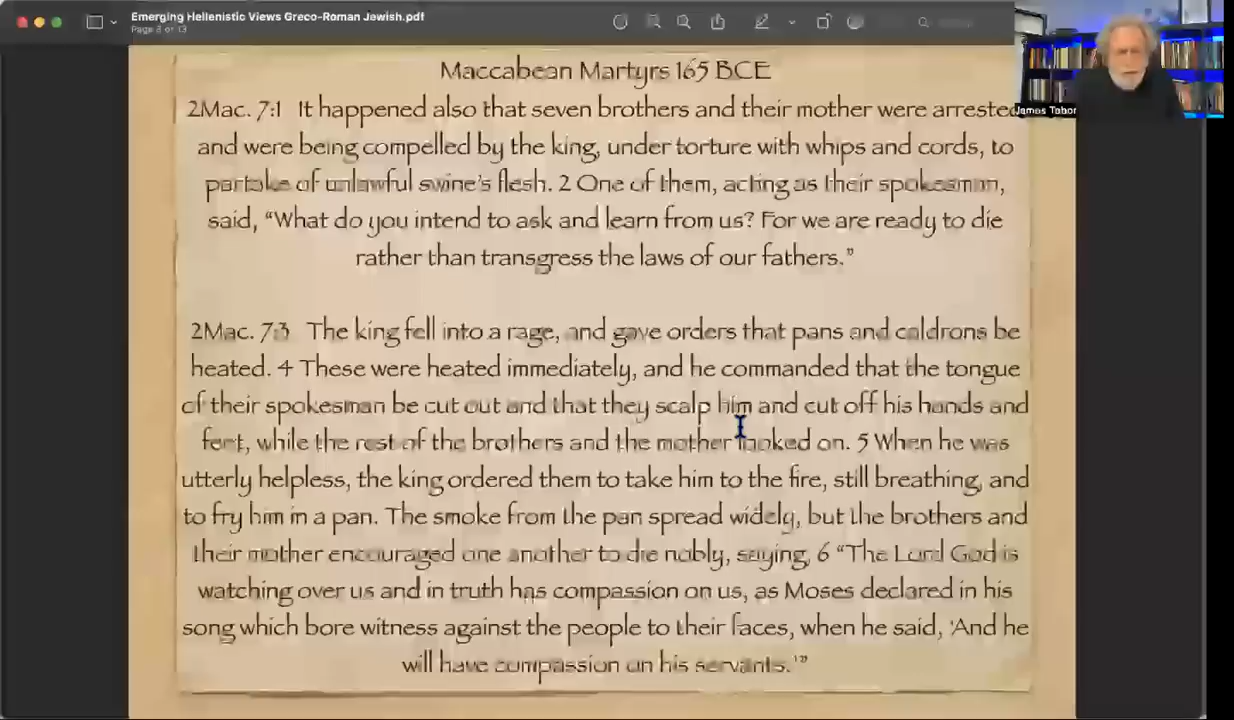 Emerging Hellenistic Views Greco-Roman Jewish.pdf
Page 8 of 13
James Tabor
Maccabean Martyrs 165 BCE
2Mac. 7:1 It happened also that seven brothers and their mother were arrested
and were being compelled by the king, under torture with whips and cords, to
partake of unlawful swine's flesh. 2 One of them, acting as their spokesman,
said, “What do you intend to ask and learn from us? For we are ready to die
rather than transgress the laws of our fathers.”
2Mac. 7:3 The king fell into a rage, and gave orders that pans and caldrons be
heated. 4 These were heated immediately, and he commanded that the tongue
of their spokesman be cut out and that they scalp him and cut off his hands and
feet, while the rest of the brothers and the mother looked on. 5 When he was
utterly helpless, the king ordered them to take him to the fire, still breathing, and
to fry him in a pan. The smoke from the pan spread widely, but the brothers and
their mother encouraged one another to die nobly, saying, 6 “The Lord God is
watching over us and in truth has compassion on us, as Moses declared in his
song which bore witness against the people to their faces, when he said, ‘And he
will have compassion on his servants.’”